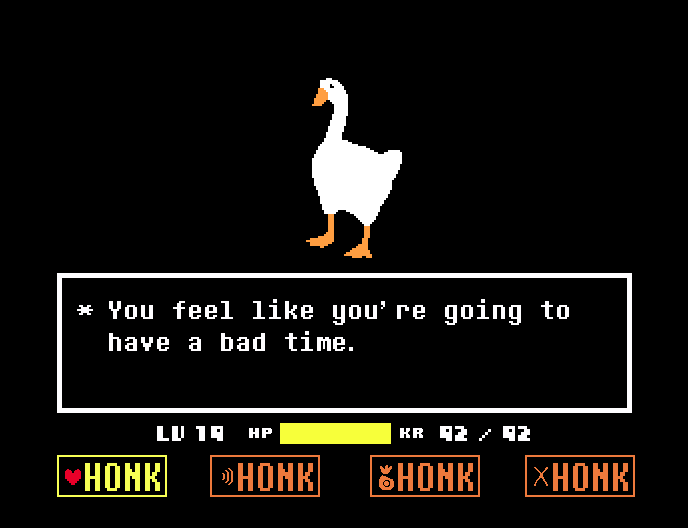 * You feel like you're going to
have a bad time.
LV 19 HP KR 92 / 92
HONK HONK HONK HONK